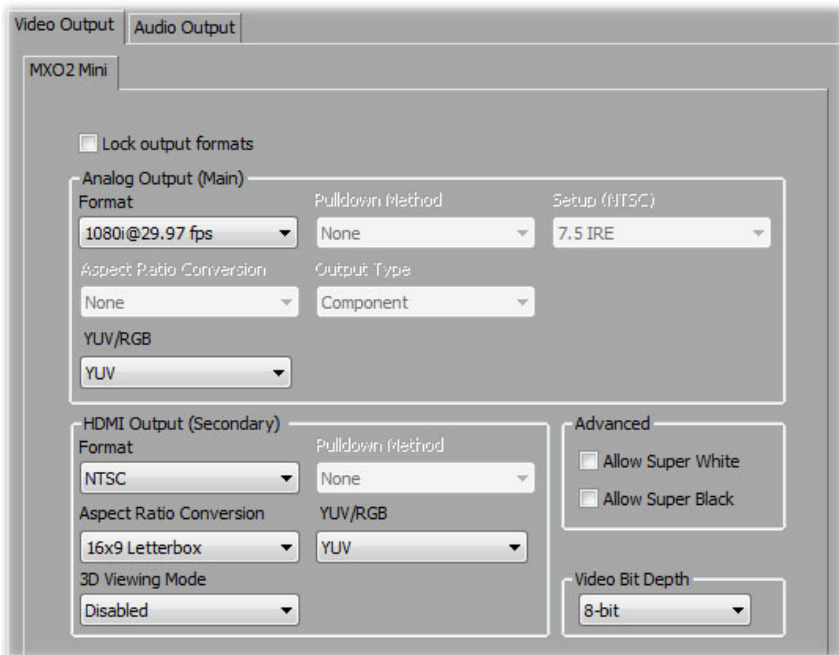 Video Output
Audio Output
MXO2 Mini
Lock output formats
Analog Output (Main)
Format
Pulldown Method
Setup (NTSC)
1080i@29.97 fps
None
7.5 IRE
Aspect Ratio Conversion
Output Type
None
Component
YUV/RGB
YUV
HDMI Output (Secondary)
Format
Pulldown Method
NTSC
None
Aspect Ratio Conversion
YUV/RGB
16x9 Letterbox
YUV
3D Viewing Mode
Disabled
Advanced
Allow Super White
Allow Super Black
Video Bit Depth
8-bit